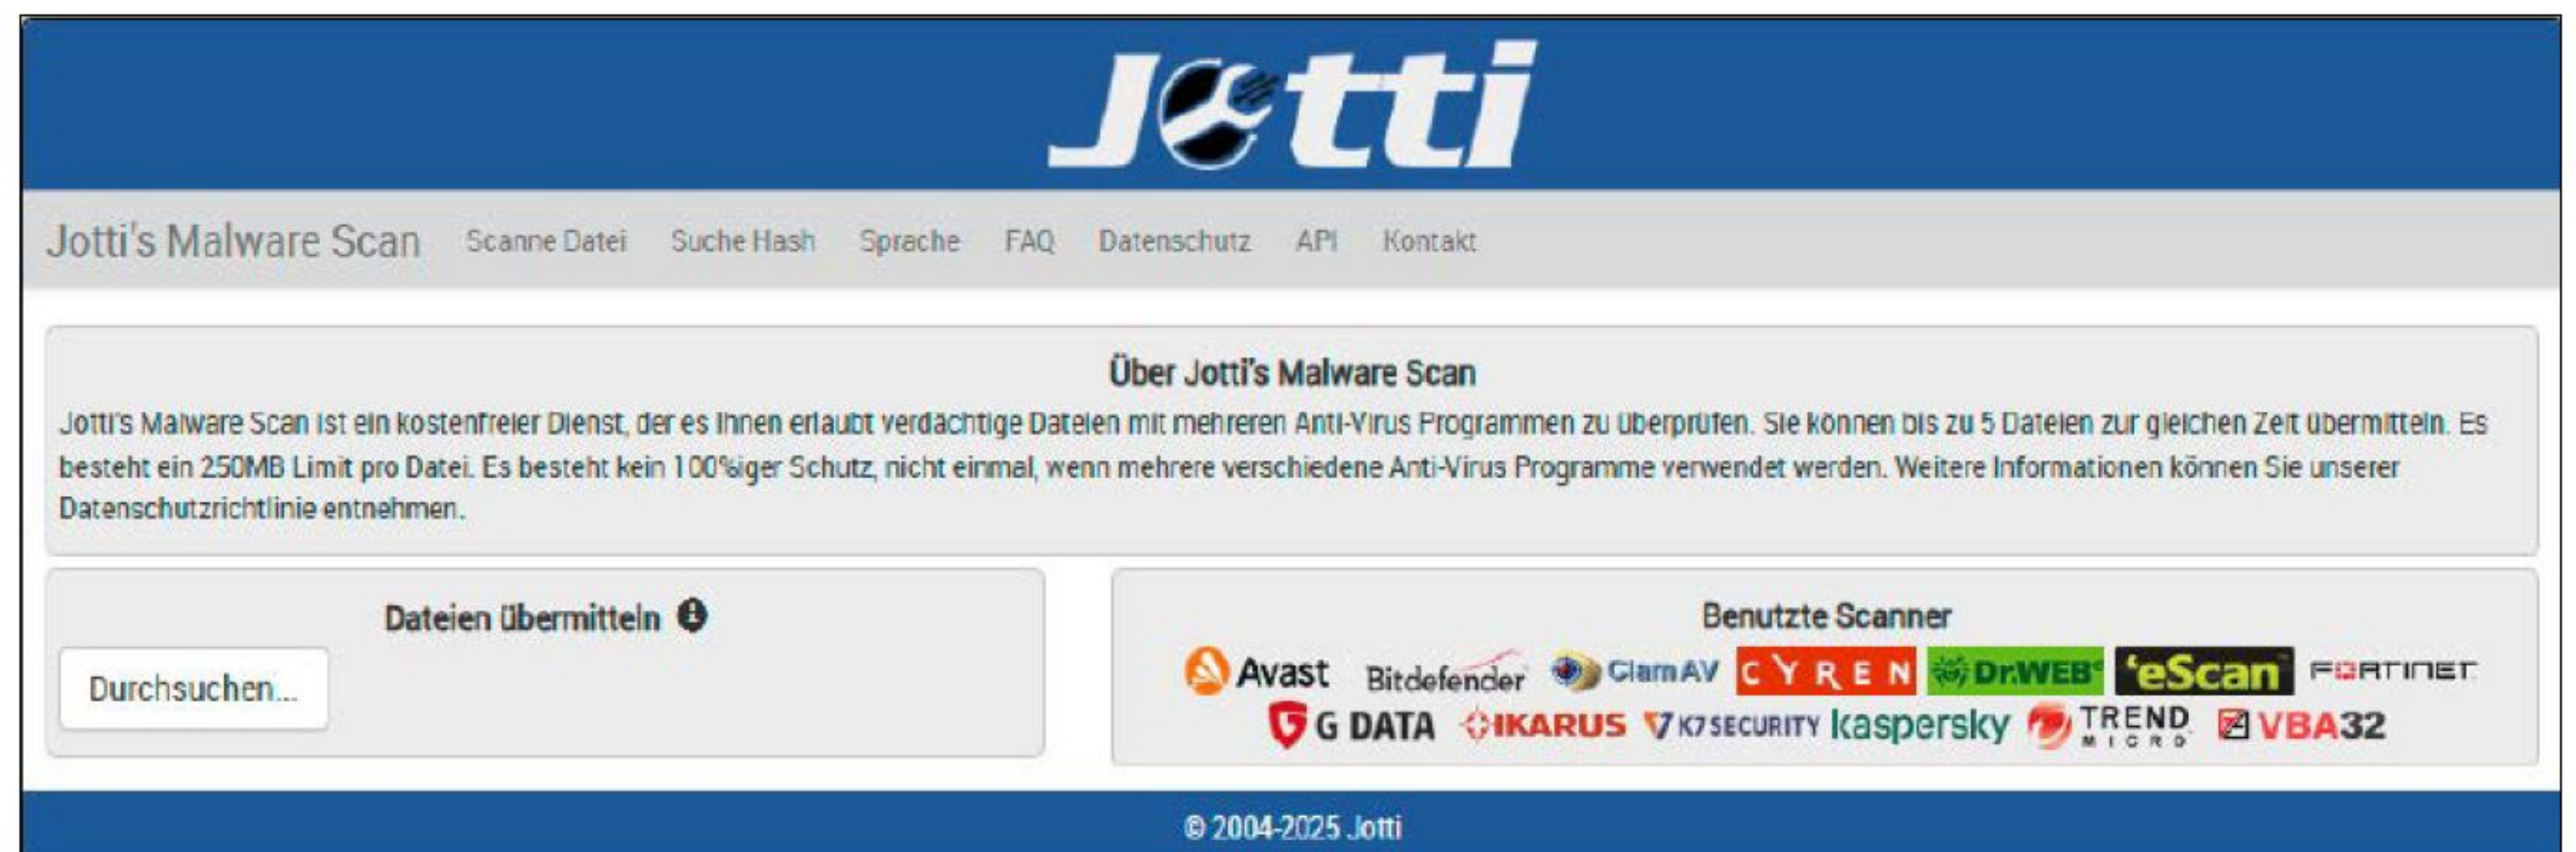 Jotti
Jotti's Malware Scan Scanne Datei Suche Hash Sprache FAQ Datenschutz API Kontakt
Über Jotti's Malware Scan
Jotti's Malware Scan ist ein kostenfreier Dienst, der es Ihnen erlaubt verdächtige Dateien mit mehreren Anti-Virus Programmen zu überprüfen. Sie können bis zu 5 Dateien zur gleichen Zeit übermitteln. Es
besteht ein 250MB Limit pro Datei. Es besteht kein 100%iger Schutz, nicht einmal, wenn mehrere verschiedene Anti-Virus Programme verwendet werden. Weitere Informationen können Sie unserer
Datenschutzrichtlinie entnehmen.
Dateien übermitteln
Durchsuchen...
Benutzte Scanner
Avast Bitdefender ClamAV CYREN Dr.WEB eScan FORTINET
G DATA IKARUS K7 SECURITY kaspersky TREND MICRO VBA32
© 2004-2025 Jotti